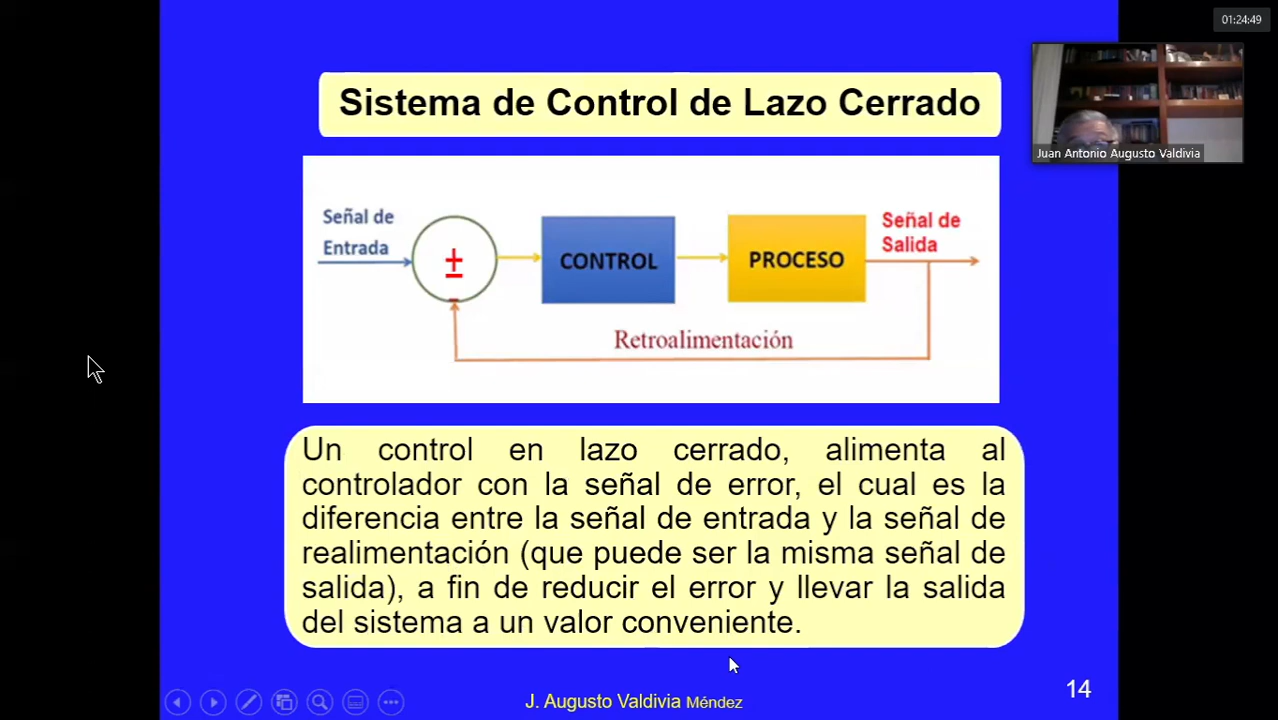 01:24:49
Sistema de Control de Lazo Cerrado
Juan Antonio Augusto Valdivia
Señal de
Entrada
±
CONTROL
PROCESO
Señal de
Salida
Retroalimentación
Un control en lazo cerrado, alimenta al
controlador con la señal de error, el cual es la
diferencia entre la señal de entrada y la señal de
realimentación (que puede ser la misma señal de
salida), a fin de reducir el error y llevar la salida
del sistema a un valor conveniente.
J. Augusto Valdivia Méndez
14